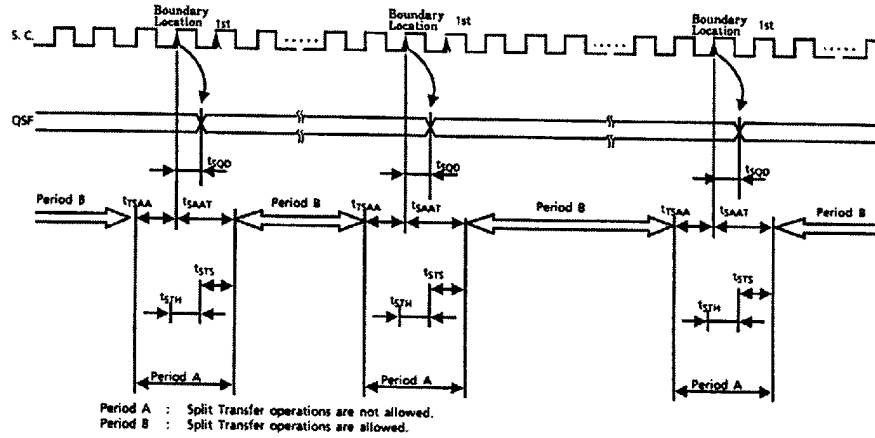 Boundary Location 1st Boundary Location 1st Boundary Location 1st
S. C.
QSF
tSQD tSQD tSQD
Period B tTSAA tSAAT Period B tTSAA tSAAT Period B tTSAA tSAAT Period B
tSTS tSTS tSTS
tSTH tSTH tSTH
Period A Period A Period A
Period A : Split Transfer operations are not allowed.
Period B : Split Transfer operations are allowed.